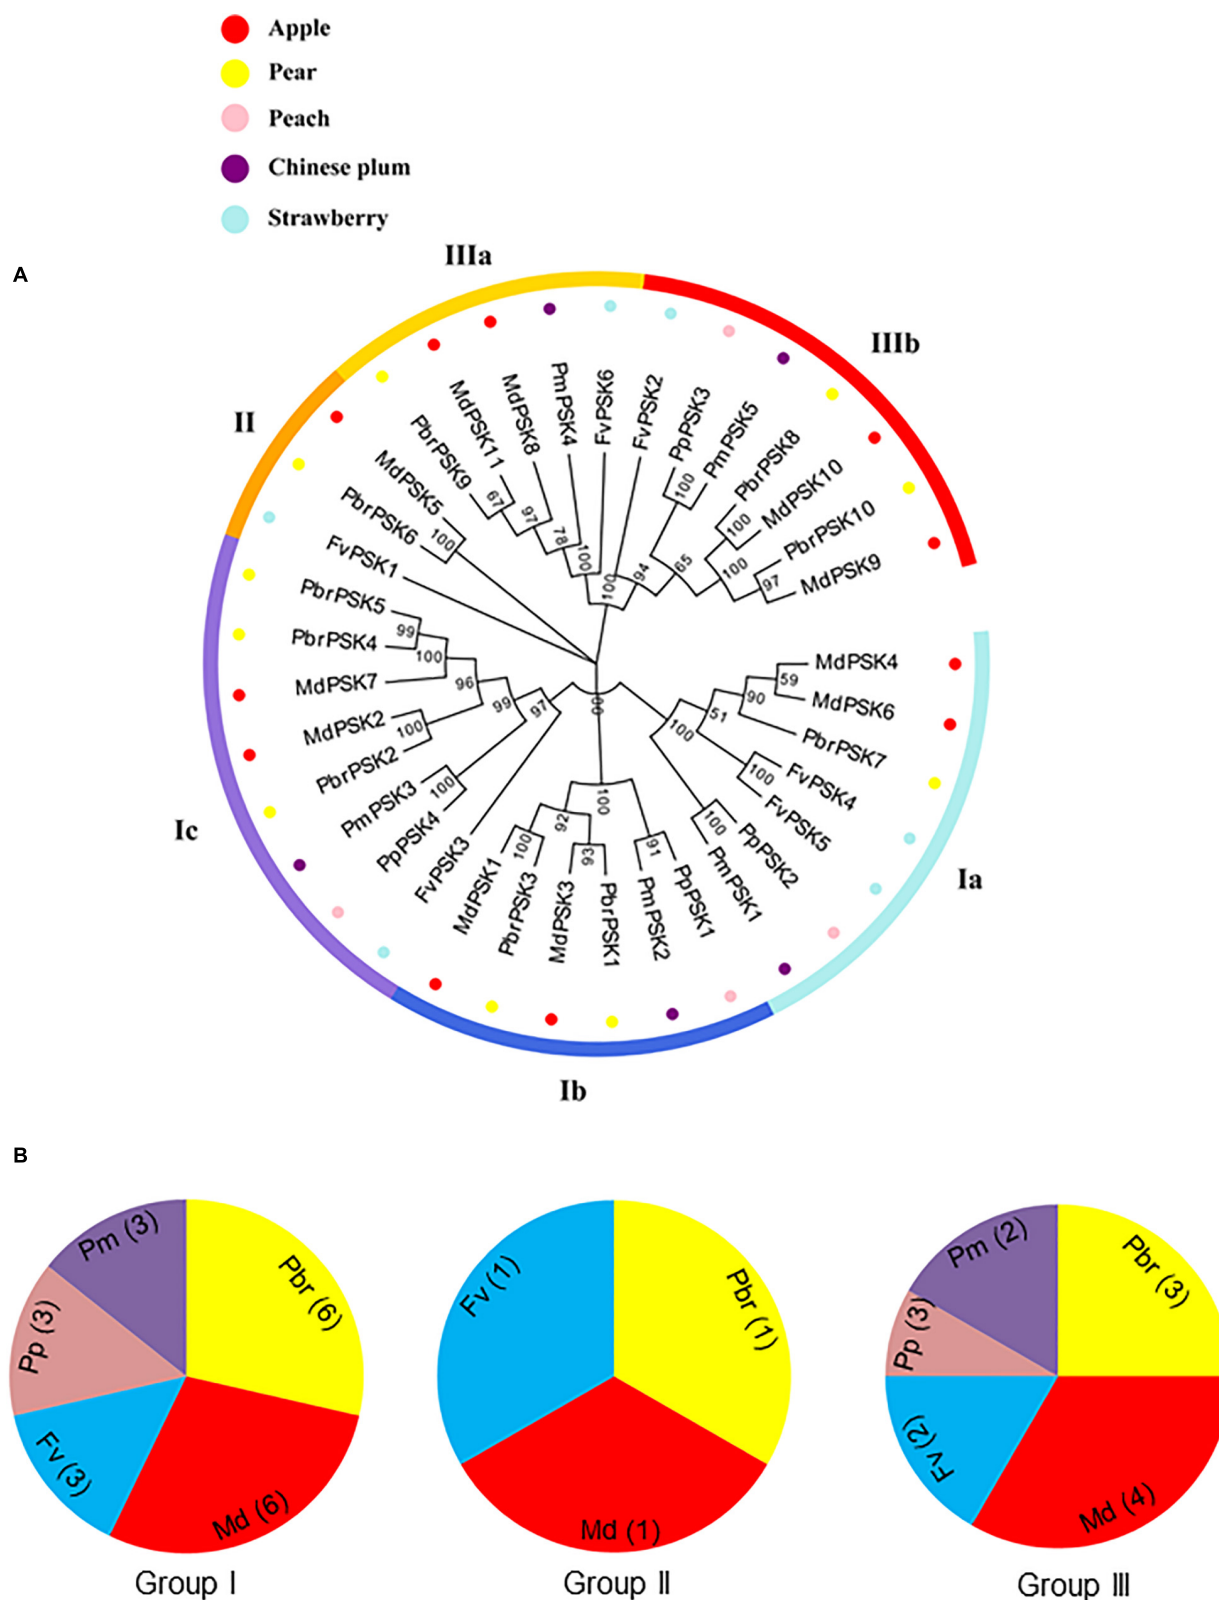 Apple
Pear
Peach
Chinese plum
Strawberry
A
IIIa
IIIb
II
Ic
Ib
Ia
PbrPSK9
MdPSK11
MdPSK8
PmPSK4
FvPSK6
FvPSK2
PpPSK3
PmPSK5
PbrPSK8
MdPSK10
PbrPSK10
MdPSK9
MdPSK4
MdPSK6
PbrPSK7
FvPSK4
FvPSK5
PpPSK2
PmPSK1
PpPSK1
PmPSK2
PbrPSK1
MdPSK3
PbrPSK3
MdPSK1
FvPSK3
PpPSK4
PmPSK3
PbrPSK2
MdPSK2
MdPSK7
PbrPSK4
PbrPSK5
FvPSK1
PbrPSK6
MdPSK5
67
97
78
100
100
94
65
100
100
100
97
100
99
100
96
99
97
100
100
100
92
93
100
91
100
100
51
90
59
100
B
Pm (3)
Pbr (6)
Pp (3)
Fv (3)
Md (6)
Group I
Fv (1)
Pbr (1)
Md (1)
Group II
Pm (2)
Pbr (3)
Pp (3)
Fv (2)
Md (4)
Group III